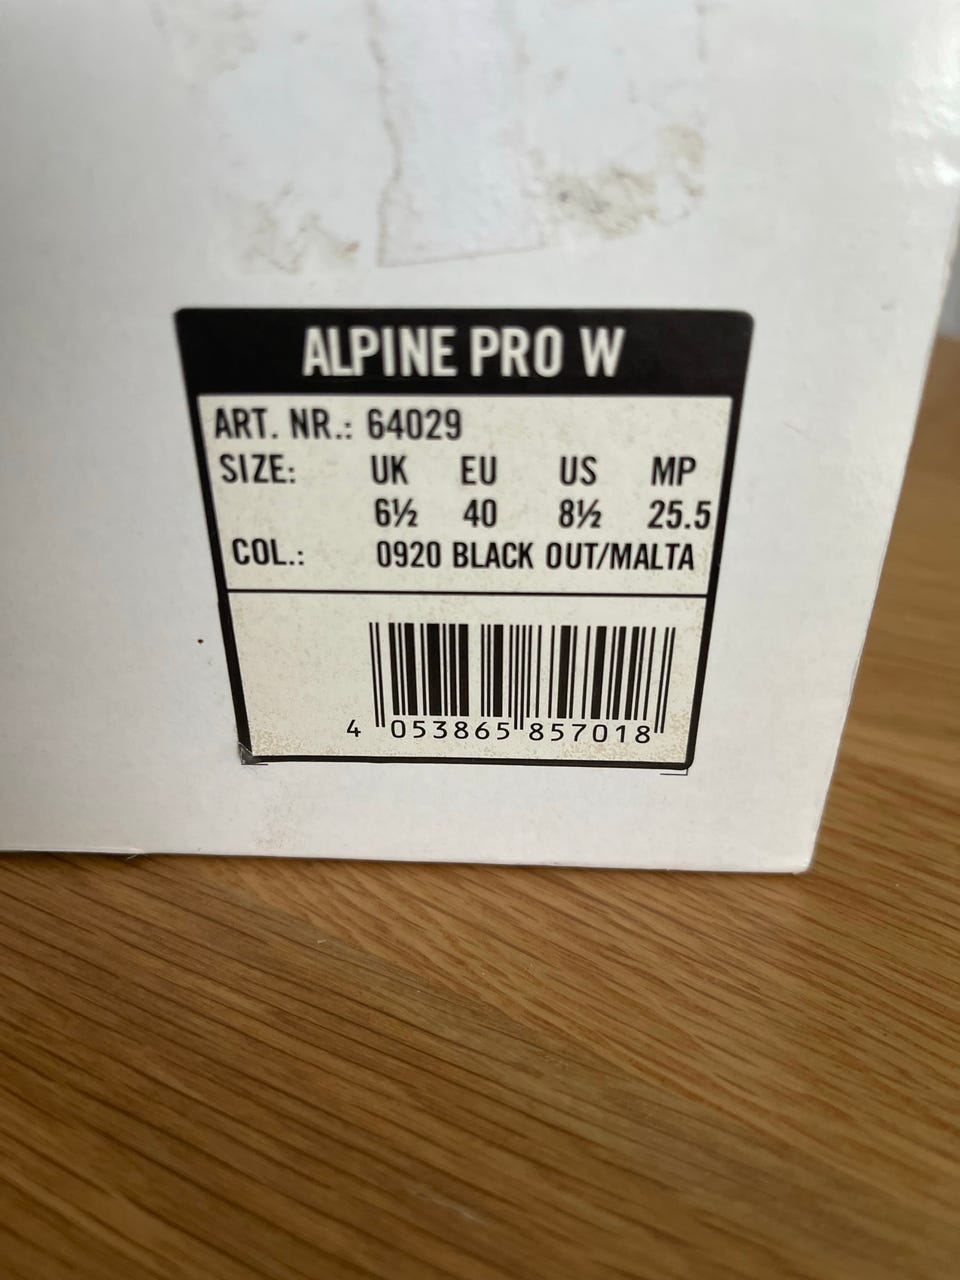 ALPINE PRO W
ART. NR.: 64029
SIZE: UK EU US MP
6½ 40 8½ 25.5
COL.: 0920 BLACK OUT/MALTA
4 053865 857018